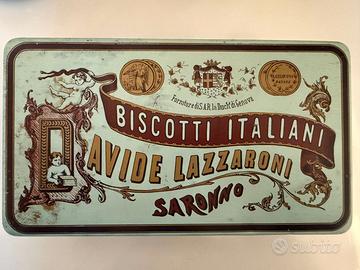 Fornitore di S.A.R. la Duch.ª di Genova
BISCOTTI ITALIANI
DAVIDE LAZZARONI
SARONNO
subito